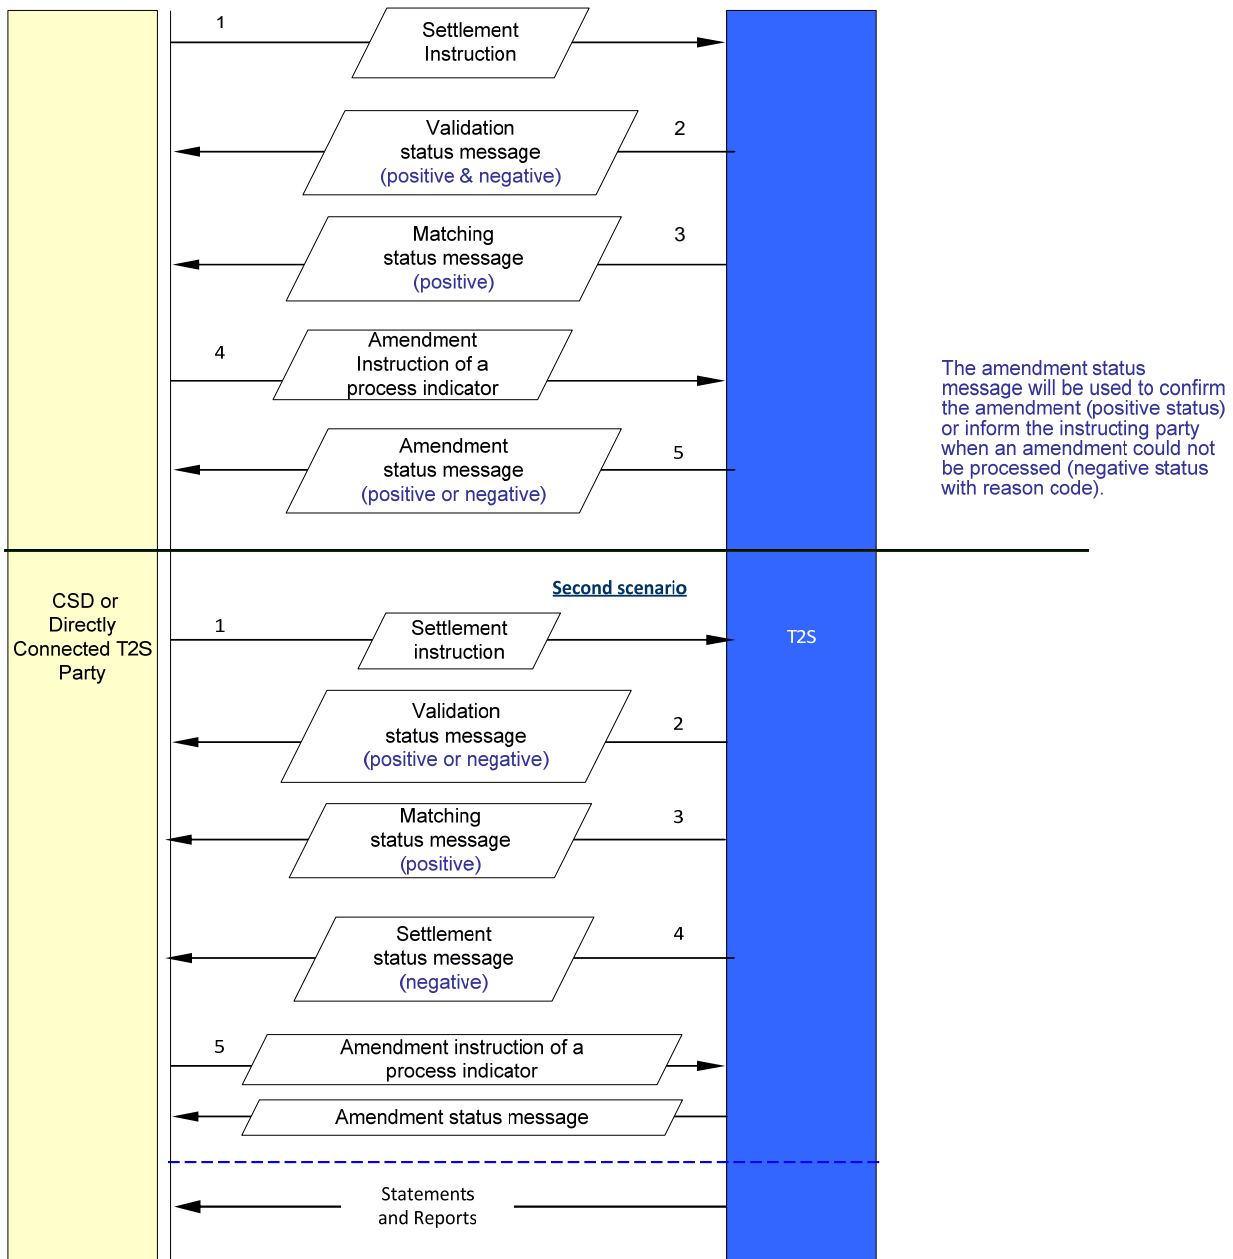 1
Settlement
Instruction
Validation
status message
(positive & negative)
2
Matching
status message
(positive)
3
4
Amendment
Instruction of a
process indicator
The amendment status
message will be used to confirm
the amendment (positive status)
or inform the instructing party
when an amendment could not
be processed (negative status
with reason code).
Amendment
status message
(positive or negative)
5
Second scenario
CSD or
Directly
Connected T2S
Party
1
Settlement
instruction
T2S
Validation
status message
(positive or negative)
2
Matching
status message
(positive)
3
Settlement
status message
(negative)
4
5
Amendment instruction of a
process indicator
Amendment status message
Statements
and Reports